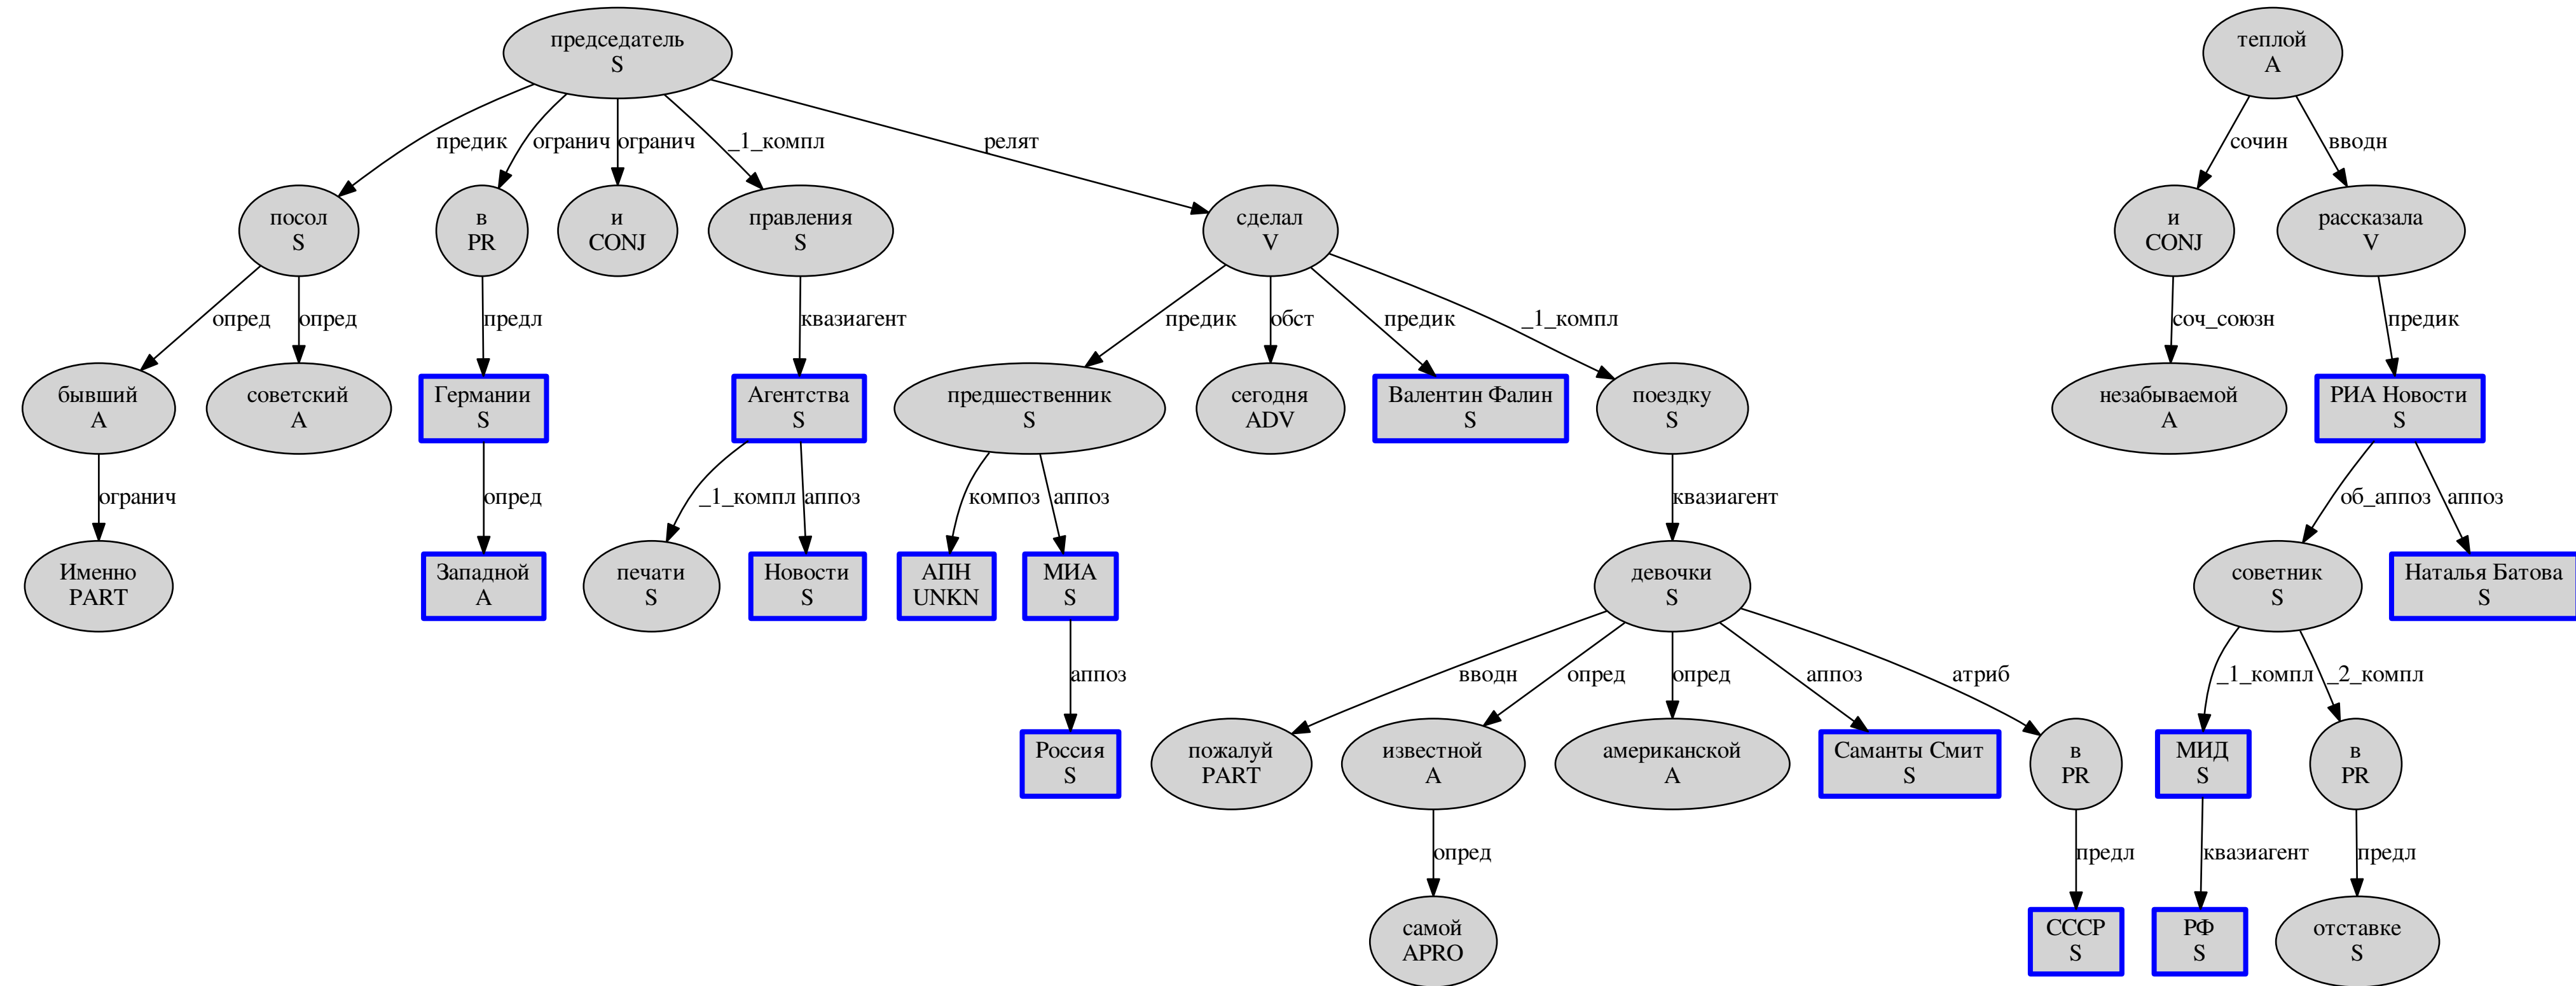 председатель
S
теплой
A
предик
огранич
огранич
_1_компл
релят
сочин
вводн
посол
S
в
PR
и
CONJ
правления
S
сделал
V
и
CONJ
рассказала
V
опред
опред
предл
квазиагент
предик
обст
предик
_1_компл
соч_союзн
предик
бывший
A
советский
A
Германии
S
Агентства
S
предшественник
S
сегодня
ADV
Валентин Фалин
S
поездку
S
незабываемой
A
РИА Новости
S
огранич
опред
_1_компл
аппоз
композ
аппоз
квазиагент
об_аппоз
аппоз
Именно
PART
Западной
A
печати
S
Новости
S
АПН
UNKN
МИА
S
девочки
S
советник
S
Наталья Батова
S
аппоз
вводн
опред
опред
аппоз
атриб
_1_компл
_2_компл
Россия
S
пожалуй
PART
известной
A
американской
A
Саманты Смит
S
в
PR
МИД
S
в
PR
опред
предл
квазиагент
предл
самой
APRO
СССР
S
РФ
S
отставке
S